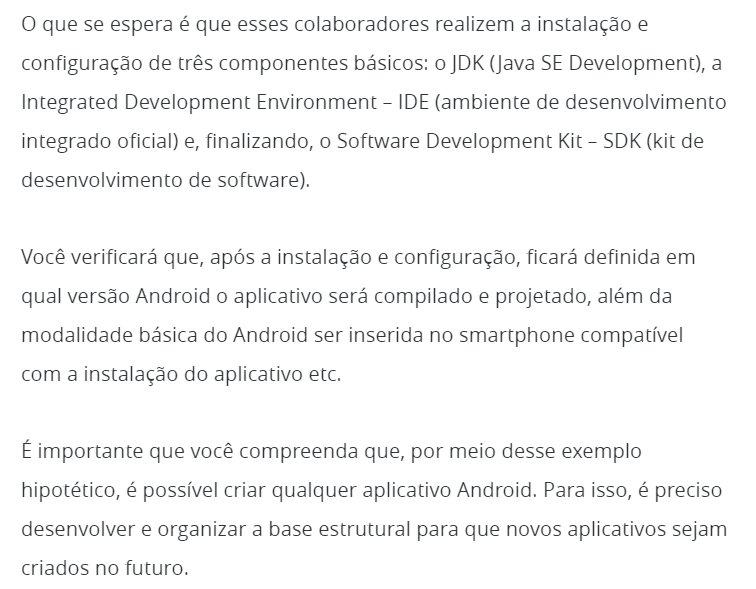 O que se espera é que esses colaboradores realizem a instalação e
configuração de três componentes básicos: o JDK (Java SE Development), a
Integrated Development Environment – IDE (ambiente de desenvolvimento
integrado oficial) e, finalizando, o Software Development Kit – SDK (kit de
desenvolvimento de software).
Você verificará que, após a instalação e configuração, ficará definida em
qual versão Android o aplicativo será compilado e projetado, além da
modalidade básica do Android ser inserida no smartphone compatível
com a instalação do aplicativo etc.
É importante que você compreenda que, por meio desse exemplo
hipotético, é possível criar qualquer aplicativo Android. Para isso, é preciso
desenvolver e organizar a base estrutural para que novos aplicativos sejam
criados no futuro.